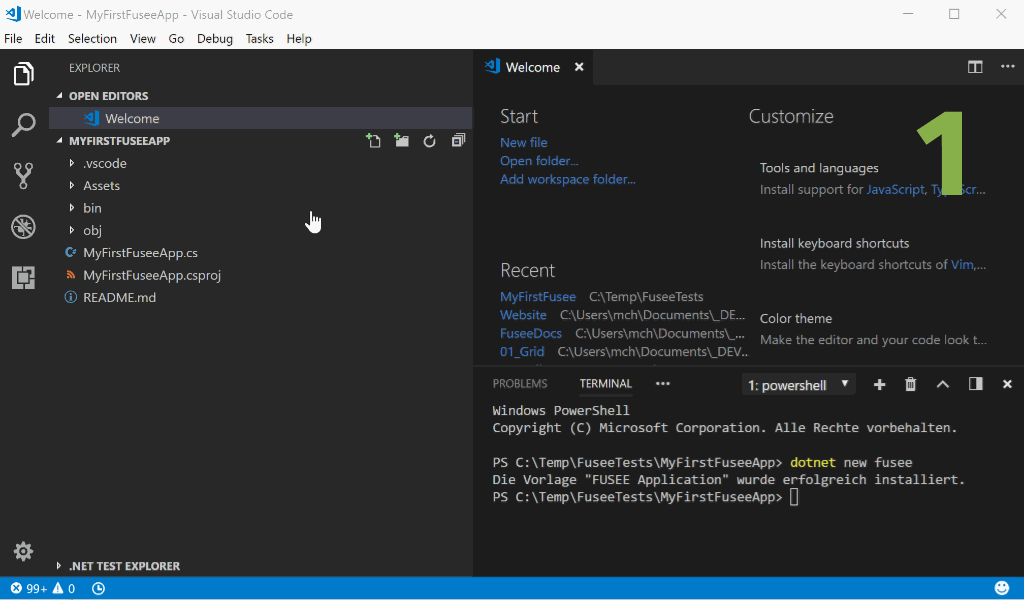 Welcome - MyFirstFuseeApp - Visual Studio Code
File Edit Selection View Go Debug Tasks Help
EXPLORER
OPEN EDITORS
Welcome
MYFIRSTFUSEEAPP
.vscode
Assets
bin
obj
MyFirstFuseeApp.cs
MyFirstFuseeApp.csproj
README.md
.NET TEST EXPLORER
Welcome
Start
New file
Open folder...
Add workspace folder...
Recent
MyFirstFusee C:\Temp\FuseeTests
Website C:\Users\mch\Documents\_DE...
FuseeDocs C:\Users\mch\Documents\_...
01_Grid C:\Users\mch\Documents\_DEV..
Customize
1
Tools and languages
Install support for JavaScript,
Install keyboard shortcuts
Install the keyboard shortcuts of Vim,...
Color theme
Make the editor and your code look t...
PROBLEMS TERMINAL ••• 1: powershell
Windows PowerShell
Copyright (C) Microsoft Corporation. Alle Rechte vorbehalten.
PS C:\Temp\FuseeTests\MyFirstFuseeApp> dotnet new fusee
Die Vorlage "FUSEE Application" wurde erfolgreich installiert.
PS C:\Temp\FuseeTests\MyFirstFuseeApp>
99+ 0